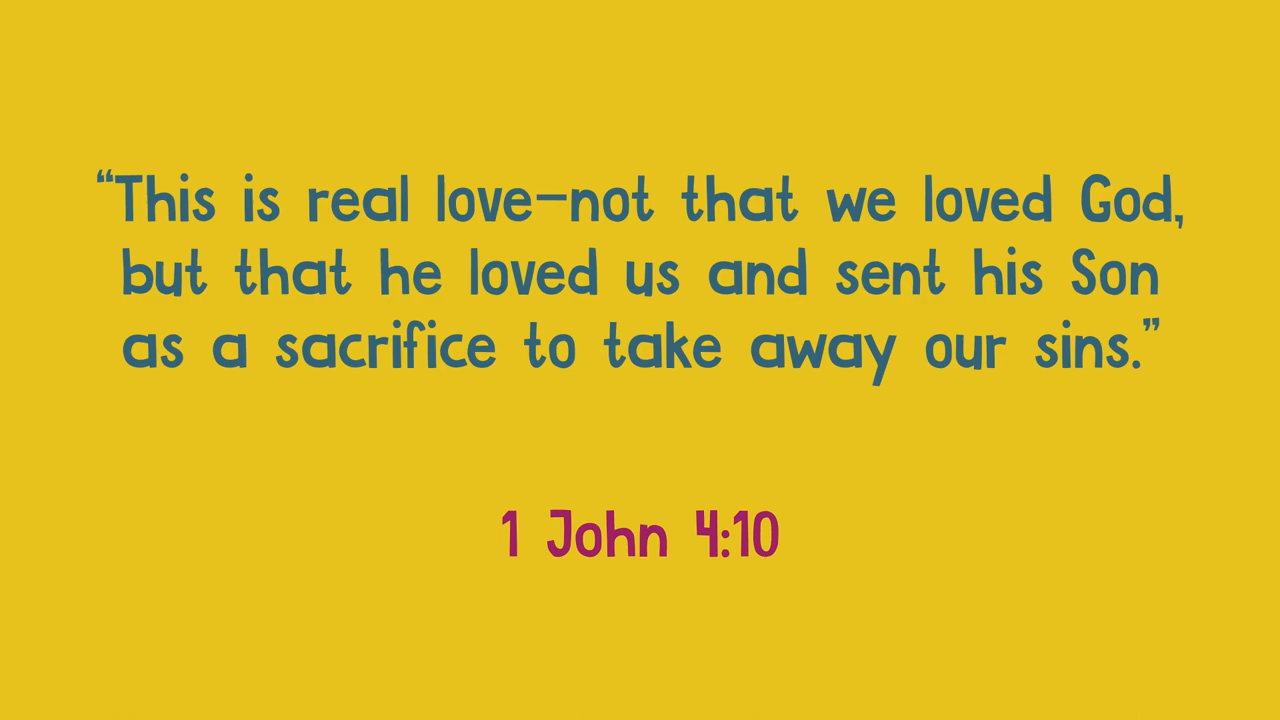 “This is real love—not that we loved God,
but that he loved us and sent his Son
as a sacrifice to take away our sins.”
1 John 4:10